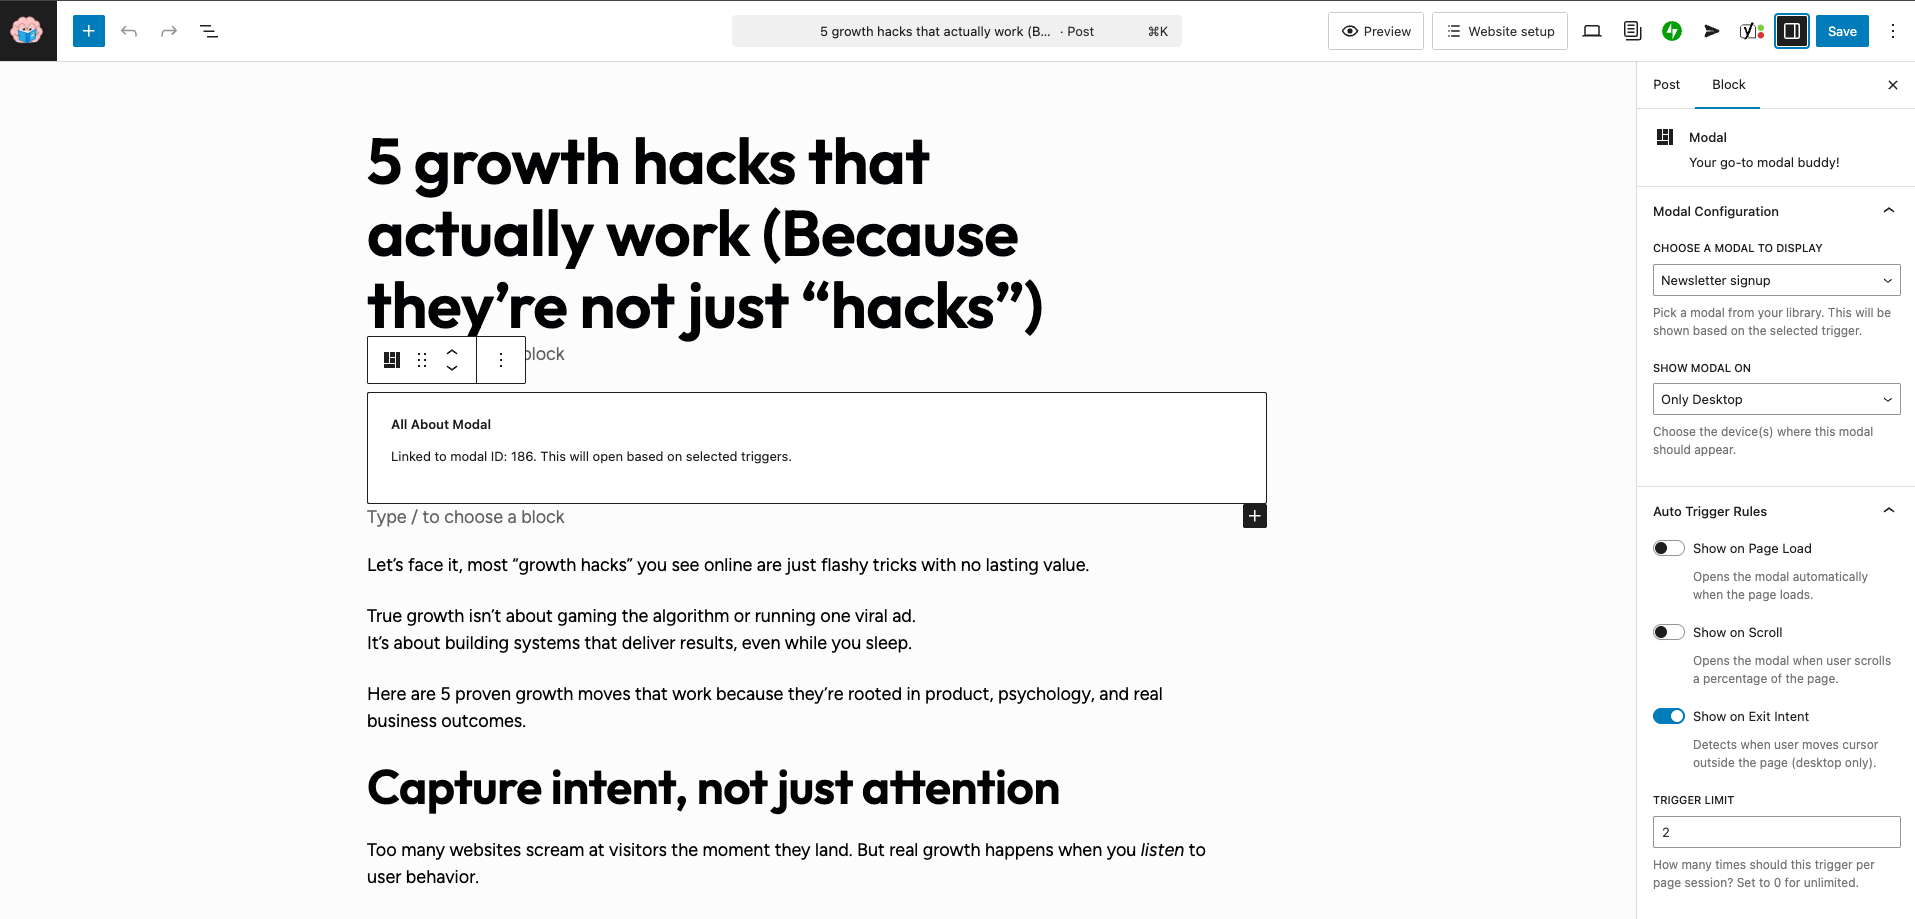 5 growth hacks that actually work (B... · Post ⌘K
Preview
Website setup
Save
Post Block
Modal
Your go-to modal buddy!
Modal Configuration
CHOOSE A MODAL TO DISPLAY
Newsletter signup
Pick a modal from your library. This will be
shown based on the selected trigger.
SHOW MODAL ON
Only Desktop
Choose the device(s) where this modal
should appear.
Auto Trigger Rules
Show on Page Load
Opens the modal automatically
when the page loads.
Show on Scroll
Opens the modal when user scrolls
a percentage of the page.
Show on Exit Intent
Detects when user moves cursor
outside the page (desktop only).
TRIGGER LIMIT
2
How many times should this trigger per
page session? Set to 0 for unlimited.
5 growth hacks that
actually work (Because
they’re not just “hacks”)
block
All About Modal
Linked to modal ID: 186. This will open based on selected triggers.
Type / to choose a block
Let’s face it, most “growth hacks” you see online are just flashy tricks with no lasting value.
True growth isn’t about gaming the algorithm or running one viral ad.
It’s about building systems that deliver results, even while you sleep.
Here are 5 proven growth moves that work because they’re rooted in product, psychology, and real
business outcomes.
Capture intent, not just attention
Too many websites scream at visitors the moment they land. But real growth happens when you listen to
user behavior.